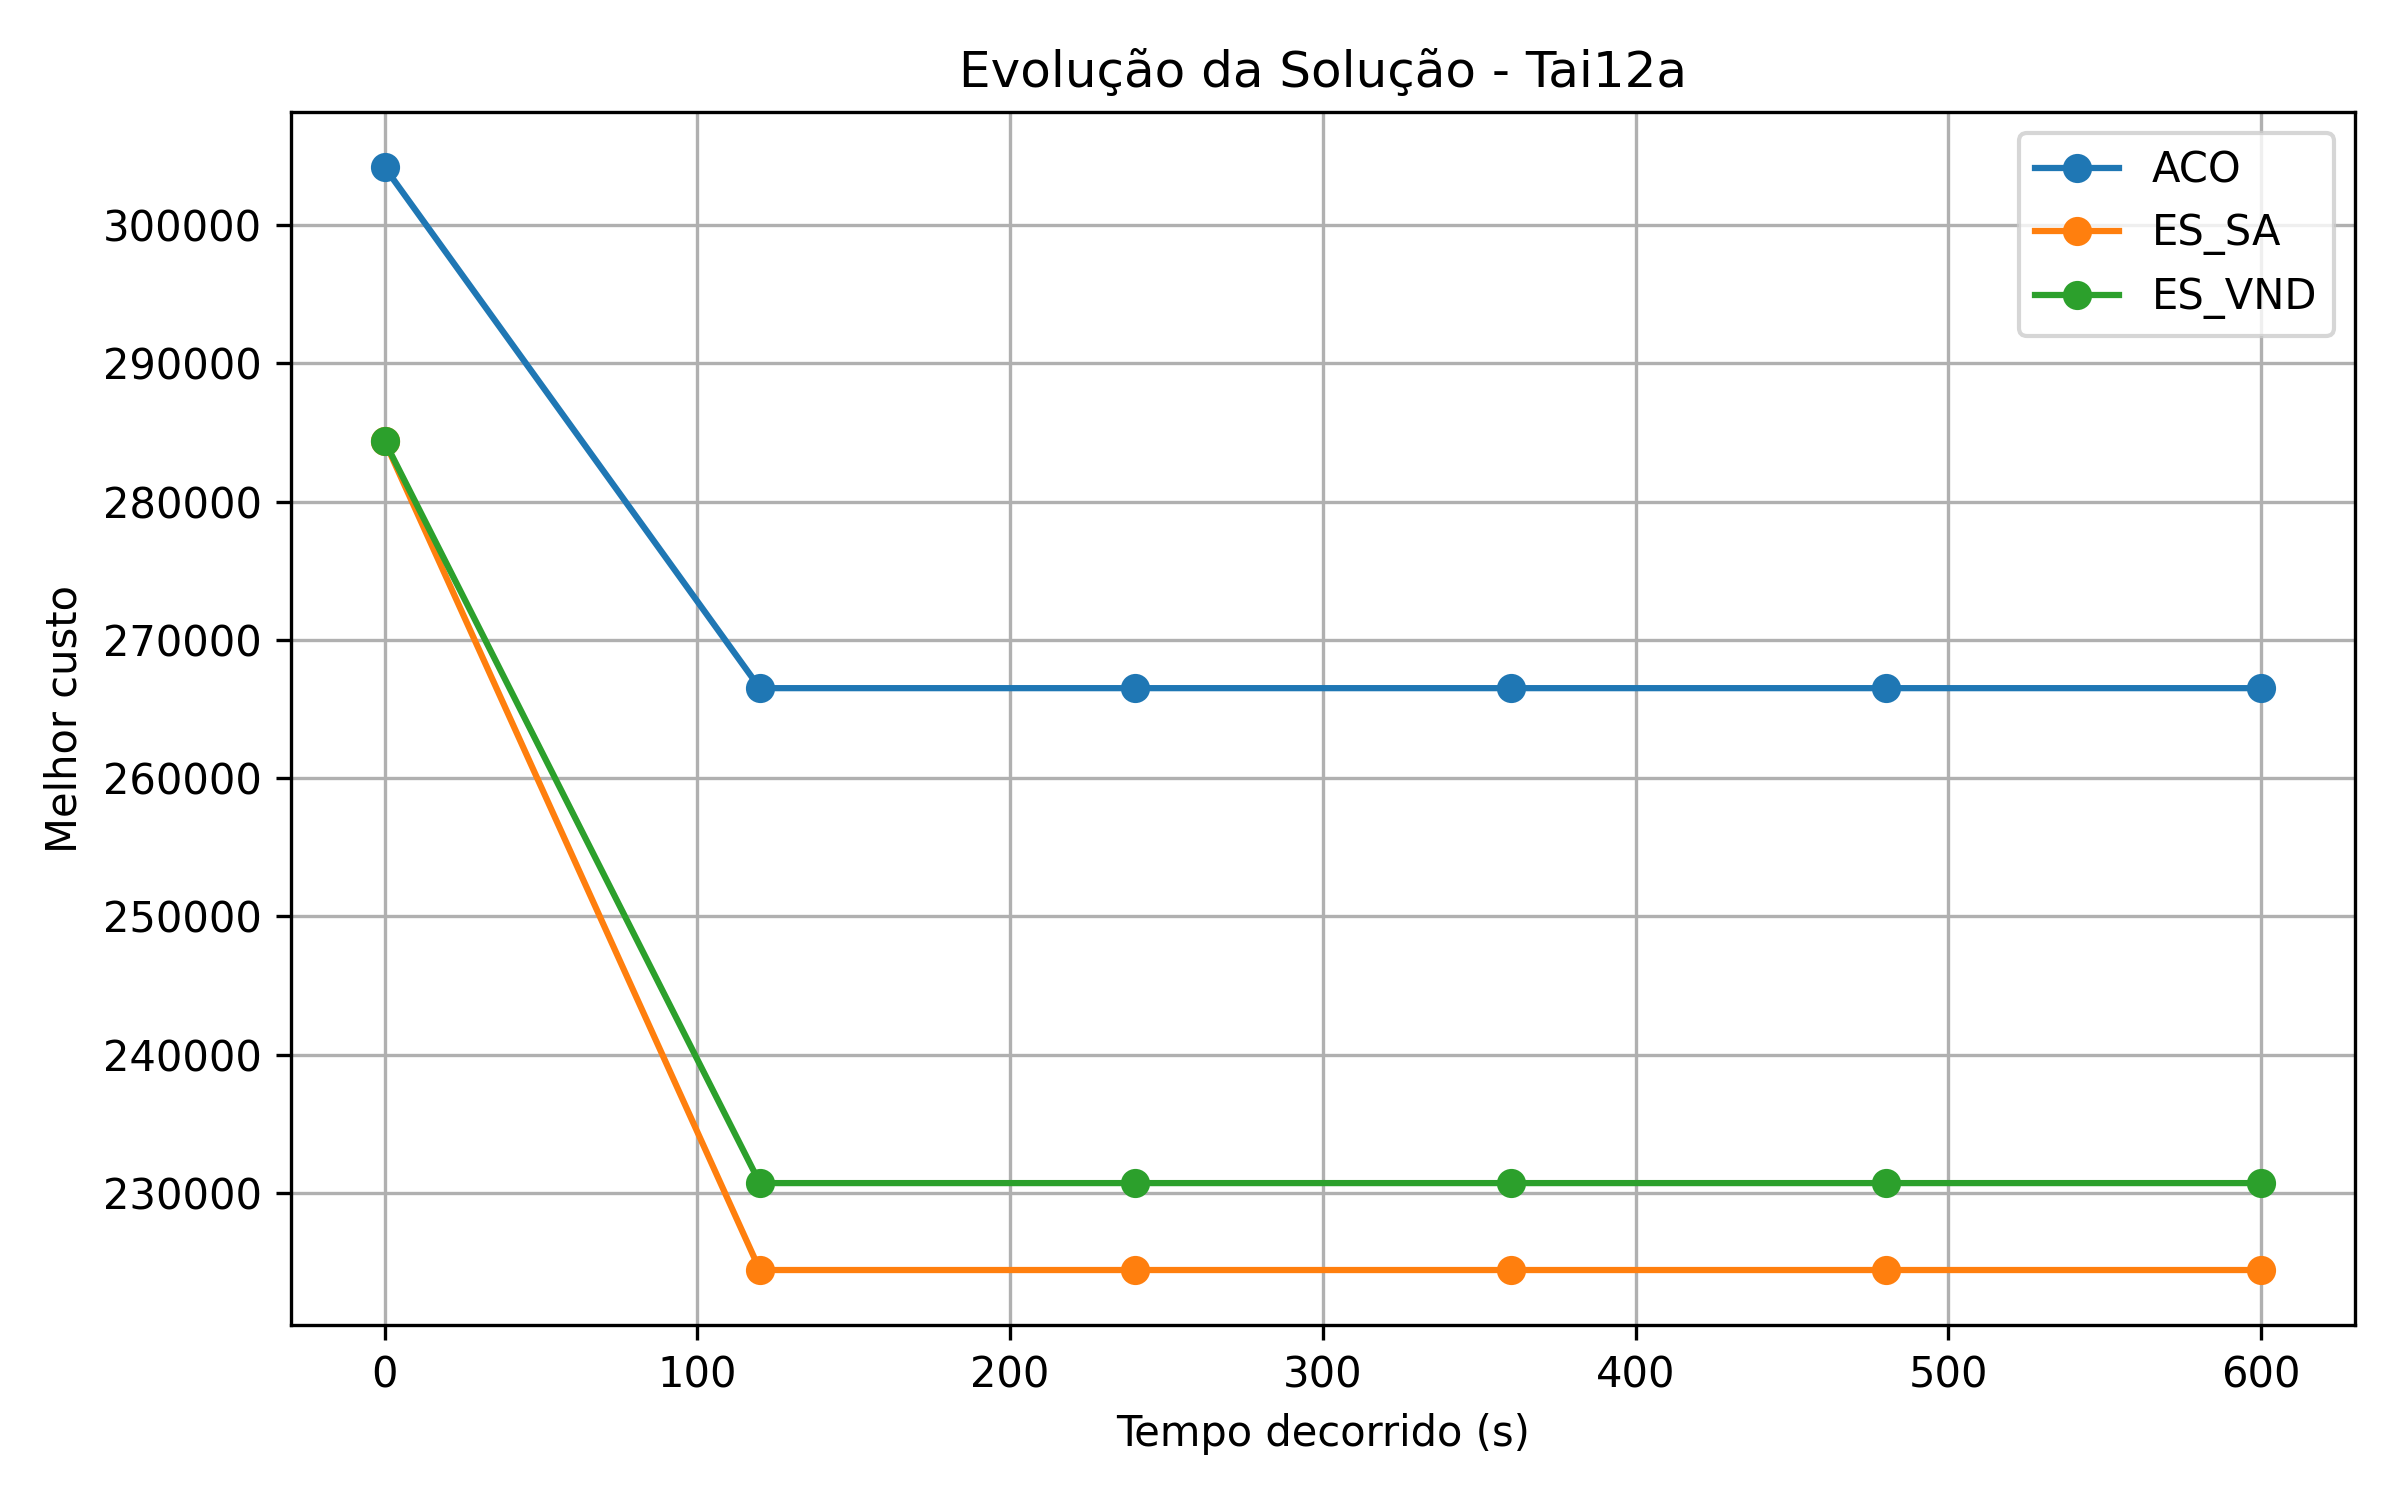 Evolução da Solução - Tai12a
ACO
ES_SA
ES_VND
Melhor custo
300000
290000
280000
270000
260000
250000
240000
230000
0 100 200 300 400 500 600
Tempo decorrido (s)